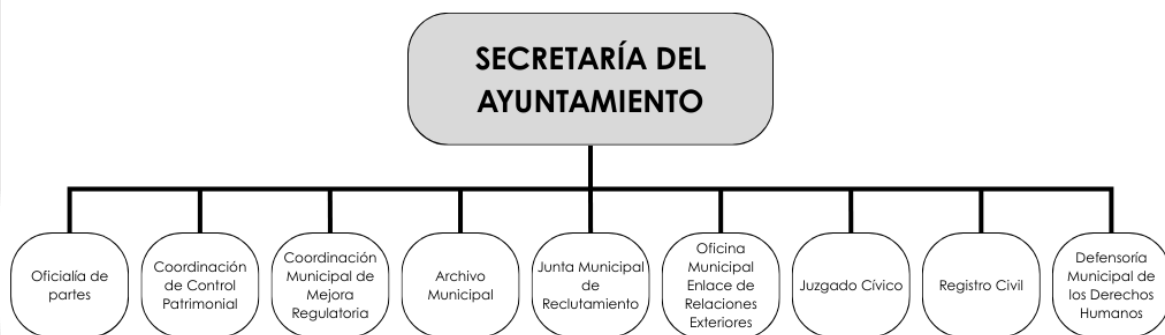 SECRETARÍA DEL
AYUNTAMIENTO
Oficialía de
partes
Coordinación
de Control
Patrimonial
Coordinación
Municipal de
Mejora
Regulatoria
Archivo
Municipal
Junta Municipal
de
Reclutamiento
Oficina
Municipal
Enlace de
Relaciones
Exteriores
Juzgado Cívico
Registro Civil
Defensoría
Municipal de
los Derechos
Humanos